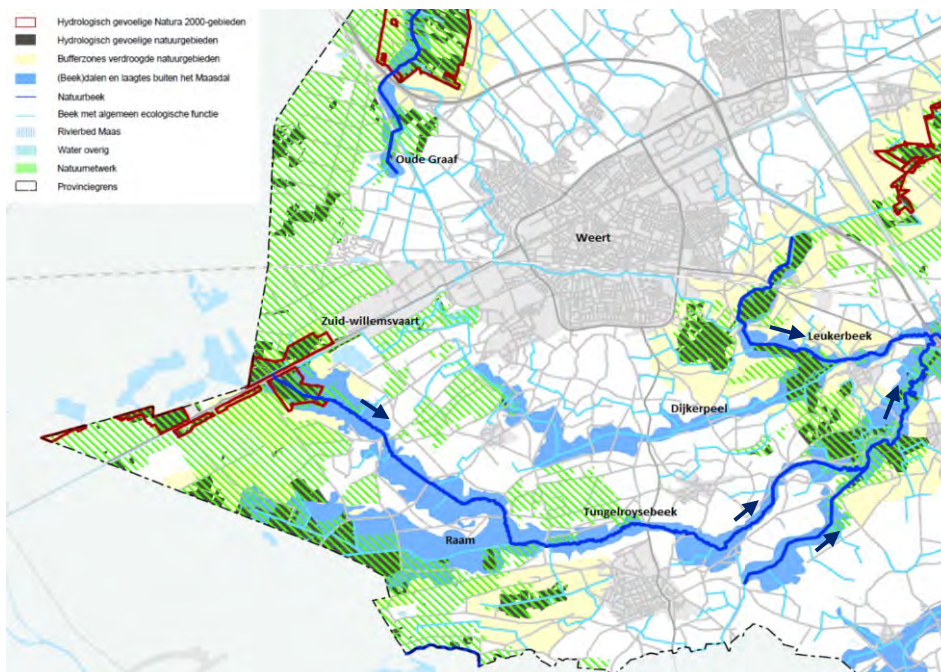 Hydrologisch gevoelige Natura 2000-gebieden
Hydrologisch gevoelige natuurgebieden
Bufferzones verdroogde natuurgebieden
(Beek)dalen en laagtes buiten het Maasdal
Natuurbeek
Beek met algemeen ecologische functie
Rivierbed Maas
Water overig
Natuurnetwerk
Provinciegrens
Oude Graaf
Weert
Zuid-willemsvaart
Leukerbeek
Dijkerpeel
Tungelroysebeek
Raam